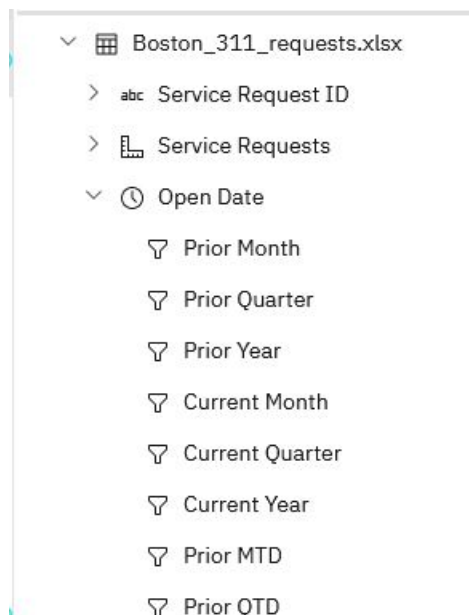 Boston_311_requests.xlsx
abc Service Request ID
Service Requests
Open Date
Prior Month
Prior Quarter
Prior Year
Current Month
Current Quarter
Current Year
Prior MTD
Prior QTD